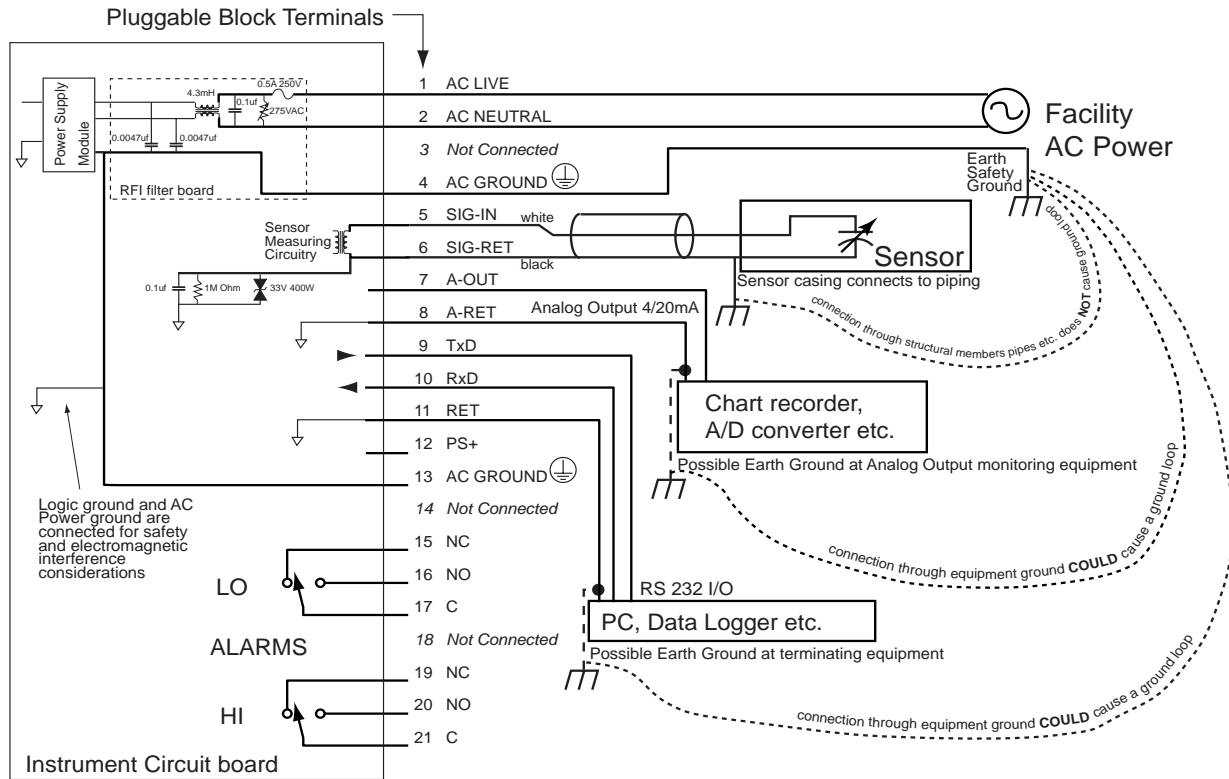 Pluggable Block Terminals
Power Supply
Module
4.3mH
0.5A 250V
0.1uf
275VAC
0.0047uf
0.0047uf
RFI filter board
1 AC LIVE
2 AC NEUTRAL
3 Not Connected
4 AC GROUND
5 SIG-IN
6 SIG-RET
7 A-OUT
8 A-RET
9 TxD
10 RxD
11 RET
12 PS+
13 AC GROUND
14 Not Connected
15 NC
16 NO
17 C
18 Not Connected
19 NC
20 NO
21 C
Facility
AC Power
Earth
Safety
Ground
white
black
Sensor
Sensor casing connects to piping
connection through structural members pipes etc. does NOT cause ground loop
Sensor
Measuring
Circuitry
0.1uf
1M Ohm
33V 400W
Analog Output 4/20mA
Chart recorder,
A/D converter etc.
Possible Earth Ground at Analog Output monitoring equipment
connection through equipment ground COULD cause a ground loop
RS 232 I/O
PC, Data Logger etc.
Possible Earth Ground at terminating equipment
connection through equipment ground COULD cause a ground loop
Logic ground and AC
Power ground are
connected for safety
and electromagnetic
interference
considerations
LO
ALARMS
HI
Instrument Circuit board